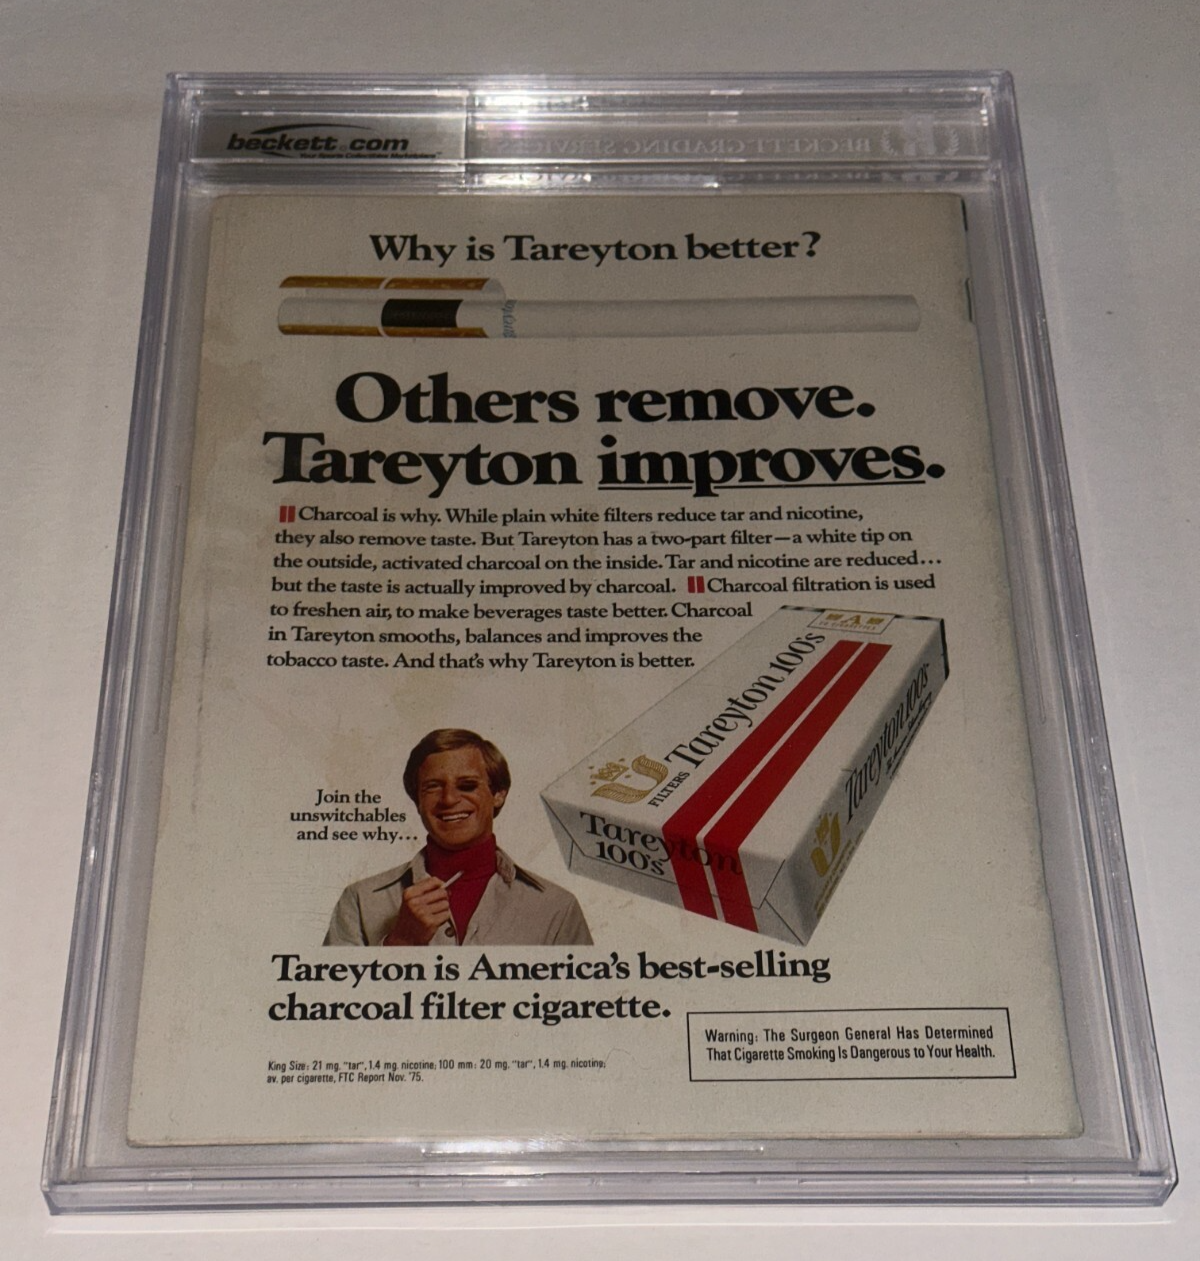 beckett.com
Your Sports Collectibles Marketplace™
BECKETT GRADING SERVICES
Why is Tareyton better?
Others remove.
Tareyton improves.
Charcoal is why. While plain white filters reduce tar and nicotine,
they also remove taste. But Tareyton has a two-part filter—a white tip on
the outside, activated charcoal on the inside. Tar and nicotine are reduced...
but the taste is actually improved by charcoal. Charcoal filtration is used
to freshen air, to make beverages taste better. Charcoal
in Tareyton smooths, balances and improves the
tobacco taste. And that's why Tareyton is better.
FILTERS Tareyton 100's
Tareyton
100's
Tareyton 100's
Join the
unswitchables
and see why...
Tareyton is America's best-selling
charcoal filter cigarette.
Warning: The Surgeon General Has Determined
That Cigarette Smoking Is Dangerous to Your Health.
King Size: 21 mg. "tar", 1.4 mg. nicotine; 100 mm: 20 mg. "tar", 1.4 mg. nicotine;
av. per cigarette, FTC Report Nov. '75.